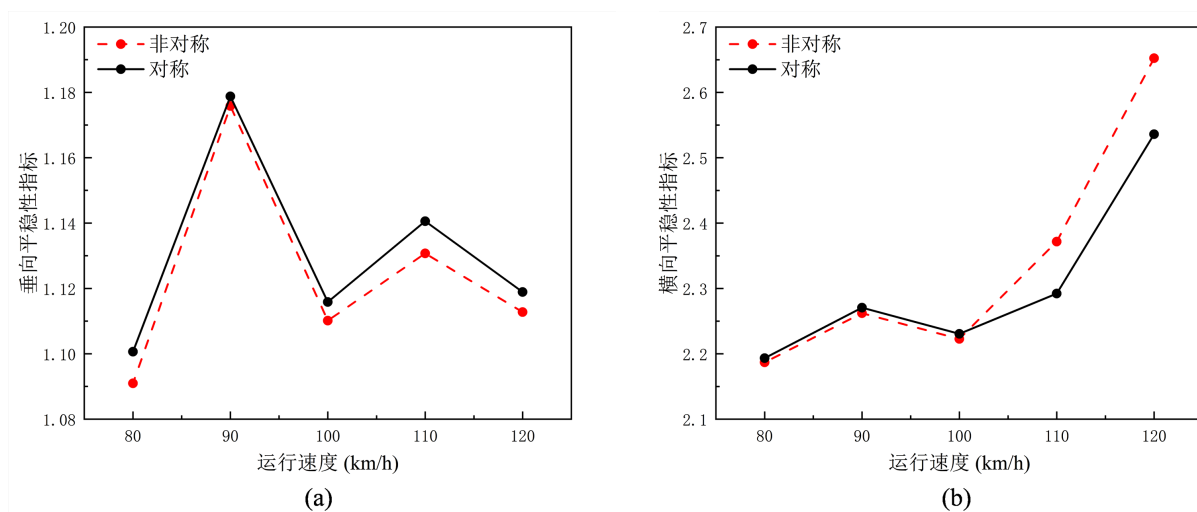 1.20
1.18
1.16
1.14
1.12
1.10
1.08
垂向平稳性指标
非对称
对称
80 90 100 110 120
运行速度 (km/h)
(a)
2.7
2.6
2.5
2.4
2.3
2.2
2.1
横向平稳性指标
非对称
对称
80 90 100 110 120
运行速度 (km/h)
(b)